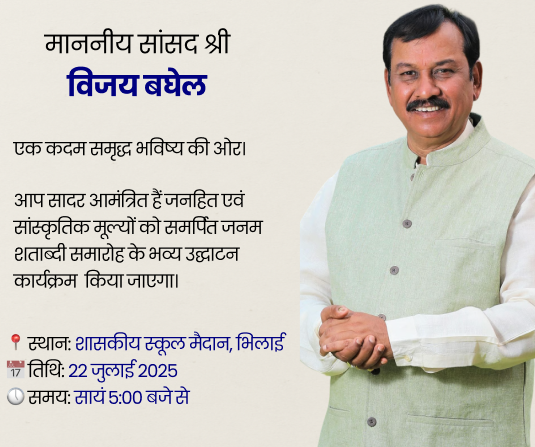 माननीय सांसद श्री
विजय बघेल
एक कदम समृद्ध भविष्य की ओर।
आप सादर आमंत्रित हैं जनहित एवं
सांस्कृतिक मूल्यों को समर्पित जनम
शताब्दी समारोह के भव्य उद्घाटन
कार्यक्रम किया जाएगा।
स्थान: शासकीय स्कूल मैदान, भिलाई
तिथि: 22 जुलाई 2025
समय: सायं 5:00 बजे से